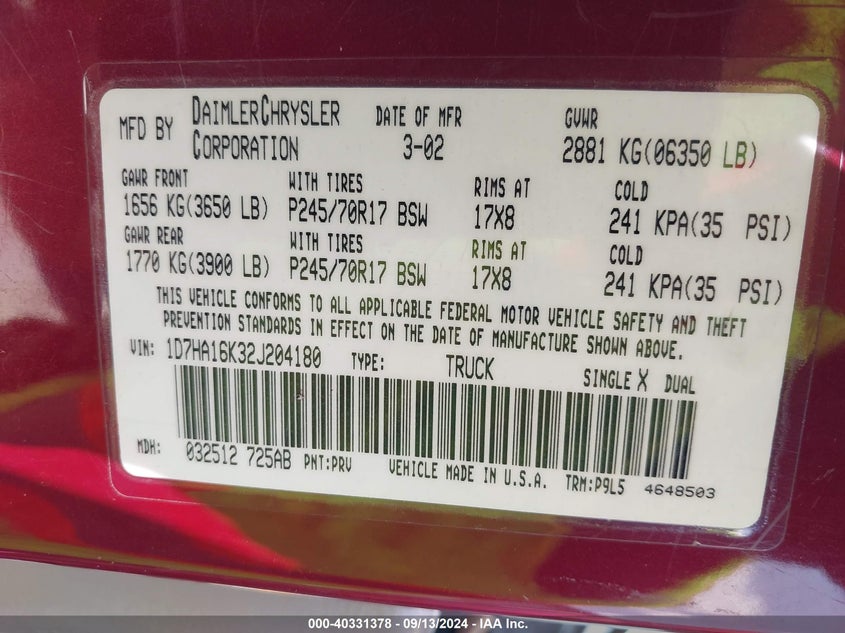 MFD BY DAIMLERCHRYSLER CORPORATION DATE OF MFR 3-02 GVWR 2881 KG(06350 LB)
GAWR FRONT WITH TIRES RIMS AT COLD
1656 KG(3650 LB) P245/70R17 BSW 17X8 241 KPA(35 PSI)
GAWR REAR WITH TIRES RIMS AT COLD
1770 KG(3900 LB) P245/70R17 BSW 17X8 241 KPA(35 PSI)
THIS VEHICLE CONFORMS TO ALL APPLICABLE FEDERAL MOTOR VEHICLE SAFETY AND THEFT
PREVENTION STANDARDS IN EFFECT ON THE DATE OF MANUFACTURE SHOWN ABOVE.
VIN: 1D7HA16K32J204180 TYPE: TRUCK SINGLE X DUAL
MDH: 032512 725AB PNT:PRV VEHICLE MADE IN U.S.A. TRM:P9L5 4648503
000-40331378 - 09/13/2024 - IAA Inc.